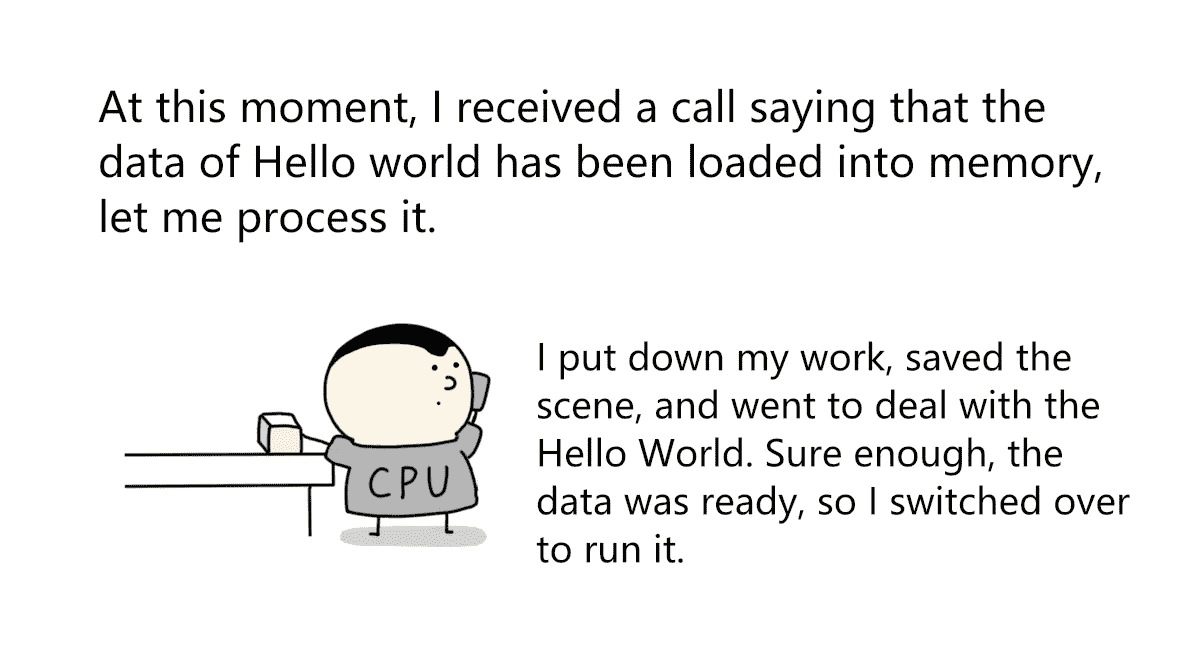 At this moment, I received a call saying that the
data of Hello world has been loaded into memory,
let me process it.
I put down my work, saved the
scene, and went to deal with the
Hello World. Sure enough, the
data was ready, so I switched over
to run it.
CPU